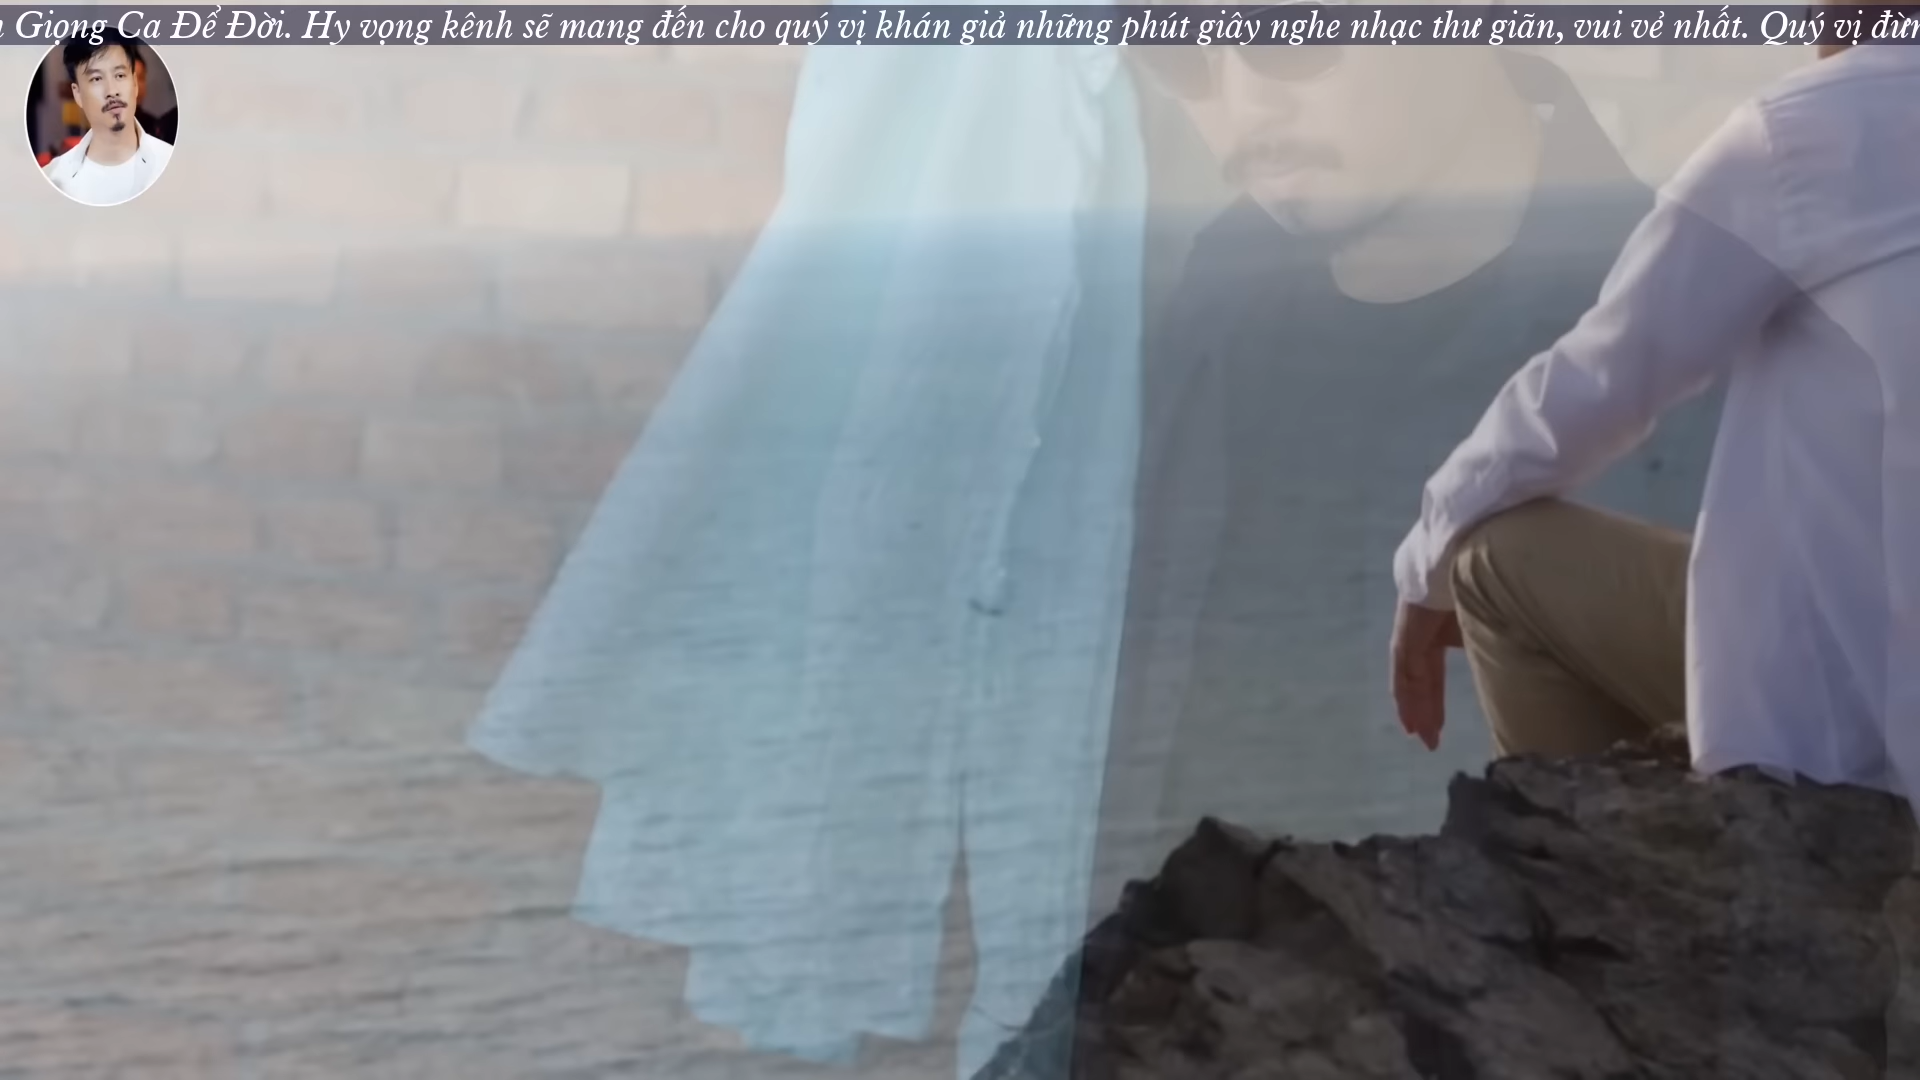 Giọng Ca Để Đời. Hy vọng kênh sẽ mang đến cho quý vị khán giả những phút giây nghe nhạc thư giãn, vui vẻ nhất. Quý vị